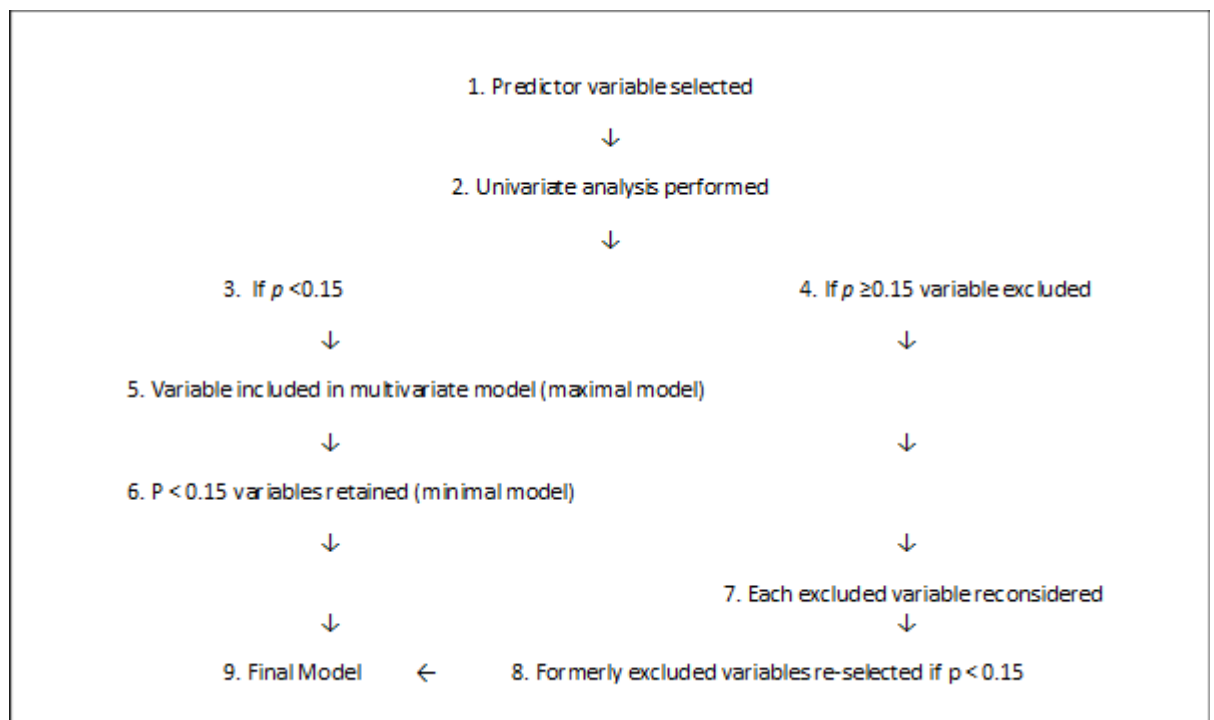 1. Predictor variable selected
↓
2. Univariate analysis performed
↓
3. If p <0.15 4. If p ≥0.15 variable excluded
↓ ↓
5. Variable included in multivariate model (maximal model)
↓ ↓
6. P < 0.15 variables retained (minimal model)
↓ ↓
7. Each excluded variable reconsidered
↓ ↓
9. Final Model ← 8. Formerly excluded variables re-selected if p < 0.15